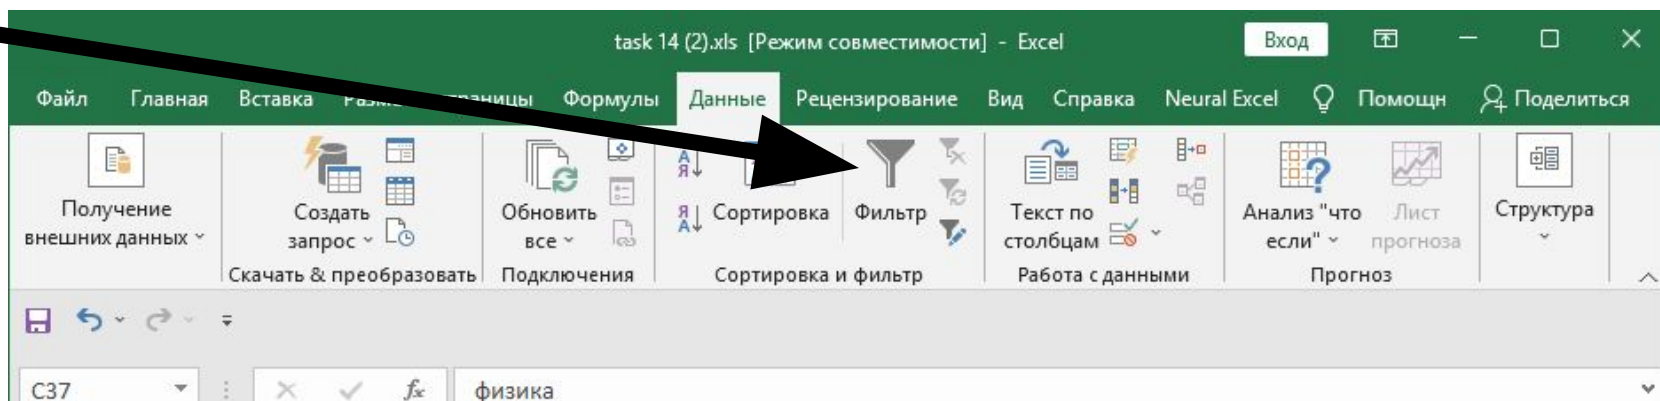 task 14 (2).xls [Режим совместимости] - Excel
Вход
Файл Главная Вставка Формулы Данные Рецензирование Вид Справка Neural Excel Помощн Поделиться
Получение внешних данных
Создать запрос
Обновить все
А Я
Я А
Сортировка
Фильтр
Текст по столбцам
Анализ "что если"
Лист прогноза
Структура
Скачать & преобразовать Подключения Сортировка и фильтр Работа с данными Прогноз
C37 fx физика